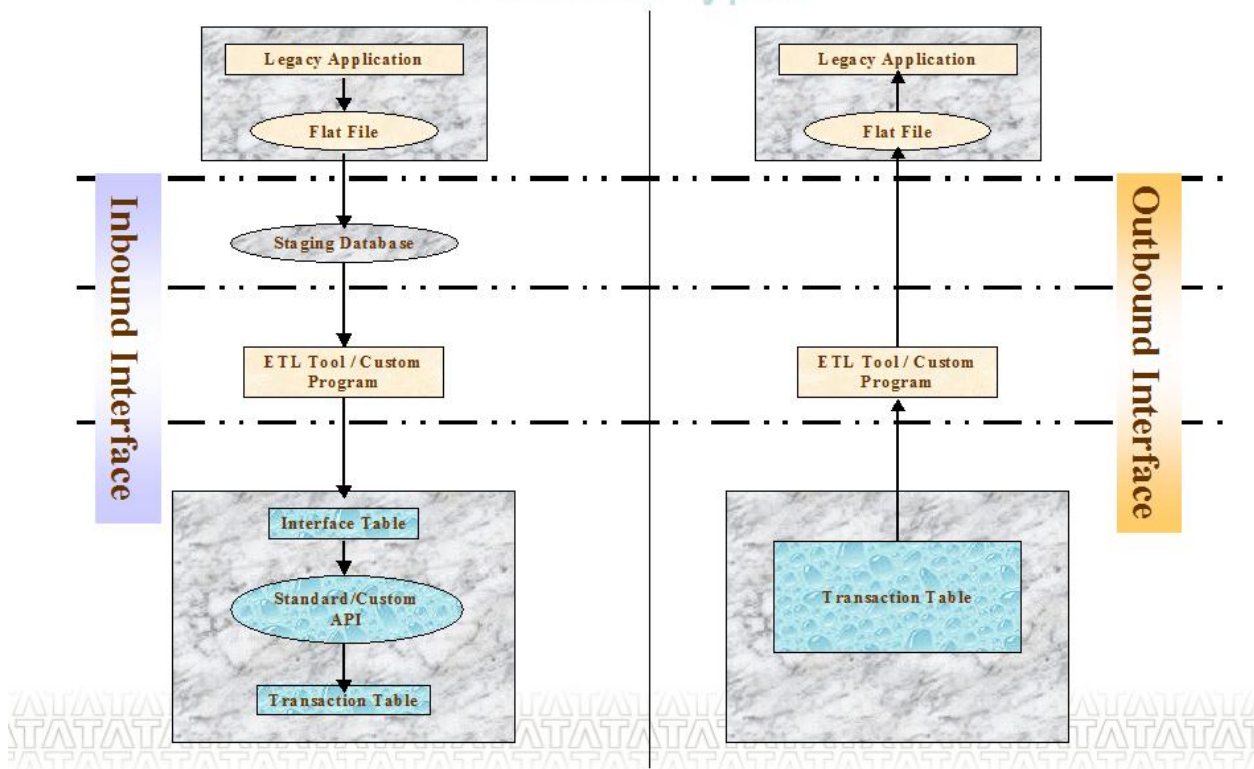 Legacy Application
Flat File
Staging Database
ETL Tool / Custom
Program
Interface Table
Standard/Custom
API
Transaction Table
Inbound Interface
Legacy Application
Flat File
ETL Tool / Custom
Program
Transaction Table
Outbound Interface
TATATATATATA